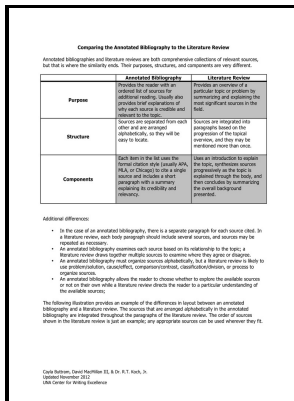 Comparing the Annotated Bibliography to the Literature Review
Annotated bibliographies and literature reviews are both comprehensive collections of relevant sources,
but that is where the similarity ends. Their purposes, structures, and components are very different.
Annotated Bibliography
Literature Review
Purpose
Provides the reader with an
ordered list of sources for
additional reading. Usually also
provides brief explanations of
why each source is credible and
relevant to the topic.
Provides an overview of a
particular topic or problem by
summarizing and explaining the
most significant sources in the
field.
Structure
Sources are separated from each
other and are arranged
alphabetically, so they will be
easy to locate.
Sources are integrated into
paragraphs based on the
progression of the topical
overview, and they may be
mentioned more than once.
Components
Each item in the list uses the
formal citation style (usually APA,
MLA, or Chicago) to cite a single
source and includes a short
paragraph with a summary
explaining its credibility and
relevancy.
Uses an introduction to explain
the topic, synthesizes sources
progressively as the topic is
explained through the body, and
then concludes by summarizing
the overall background
presented.
Additional differences:
• In the case of an annotated bibliography, there is a separate paragraph for each source cited. In
a literature review, each body paragraph should include several sources, and sources may be
repeated as necessary.
• An annotated bibliography examines each source based on its relationship to the topic; a
literature review draws together multiple sources to examine where they agree or disagree.
• An annotated bibliography must organize sources alphabetically, but a literature review is likely to
use problem/solution, cause/effect, comparison/contrast, classification/division, or process to
organize sources.
• An annotated bibliography allows the reader to choose whether to explore the available sources
or not on their own while a literature review directs the reader to a particular understanding of
the available sources;
The following illustration provides an example of the differences in layout between an annotated
bibliography and a literature review. The sources that are arranged alphabetically in the annotated
bibliography are integrated throughout the paragraphs of the literature review. The order of sources
shown in the literature review is just an example; any appropriate sources can be used wherever they fit.
Cayla Buttram, David MacMillan III, & Dr. R.T. Koch, Jr.
Updated November 2012
UNA Center for Writing Excellence